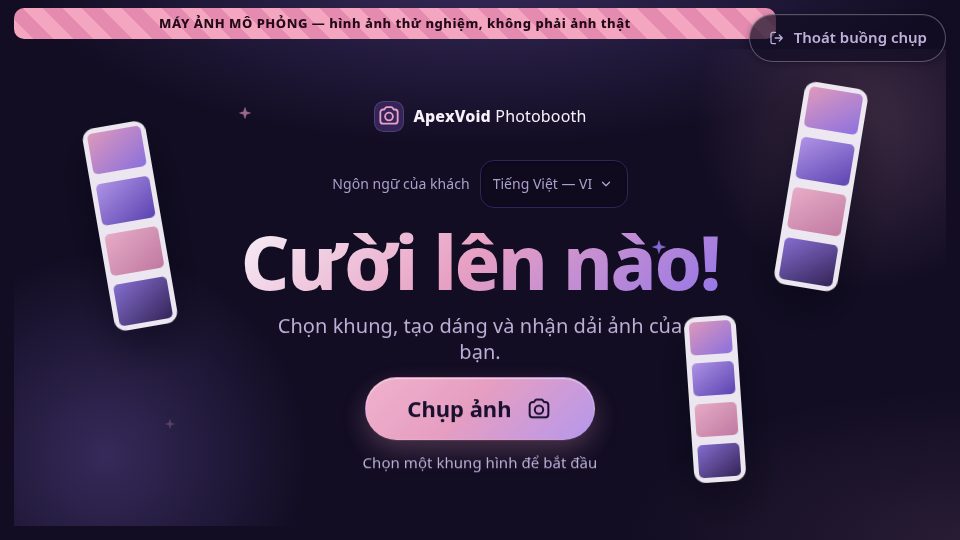 MÁY ẢNH MÔ PHỎNG — hình ảnh thử nghiệm, không phải ảnh thật
Thoát buồng chụp
ApexVoid Photobooth
Ngôn ngữ của khách
Tiếng Việt — VI
Cười lên nào!
Chọn khung, tạo dáng và nhận dải ảnh của
bạn.
Chụp ảnh
Chọn một khung hình để bắt đầu